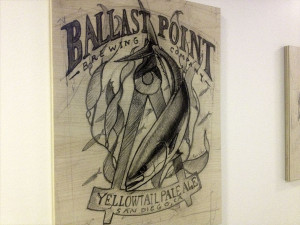 BALLAST POINT
BREWING COMPANY
YELLOWTAIL PALE ALE
SAN DIEGO, CA